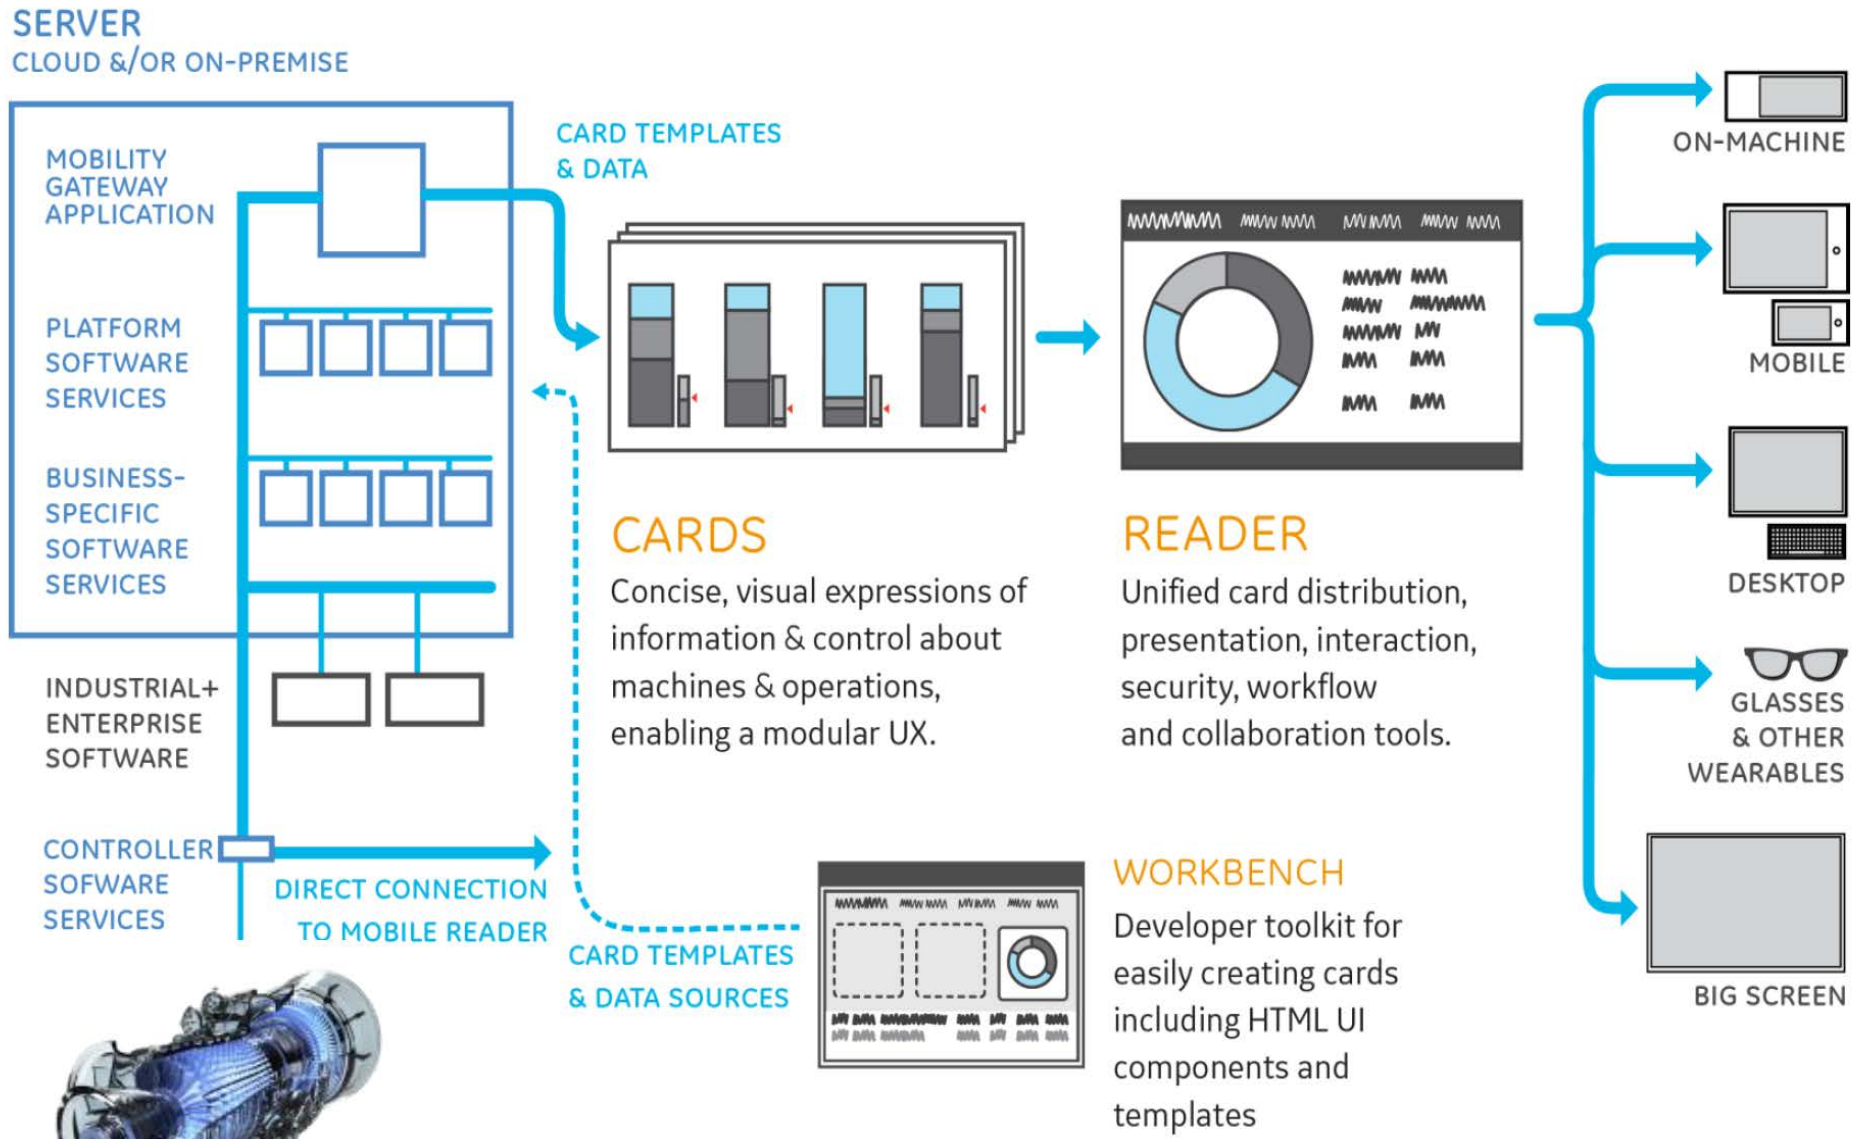 SERVER
CLOUD &/OR ON-PREMISE
MOBILITY
GATEWAY
APPLICATION
PLATFORM
SOFTWARE
SERVICES
BUSINESS-
SPECIFIC
SOFTWARE
SERVICES
INDUSTRIAL+
ENTERPRISE
SOFTWARE
CONTROLLER
SOFWARE
SERVICES
DIRECT CONNECTION
TO MOBILE READER
CARD TEMPLATES
& DATA
CARDS
Concise, visual expressions of
information & control about
machines & operations,
enabling a modular UX.
READER
Unified card distribution,
presentation, interaction,
security, workflow
and collaboration tools.
CARD TEMPLATES
& DATA SOURCES
WORKBENCH
Developer toolkit for
easily creating cards
including HTML UI
components and
templates
ON-MACHINE
MOBILE
DESKTOP
GLASSES
& OTHER
WEARABLES
BIG SCREEN